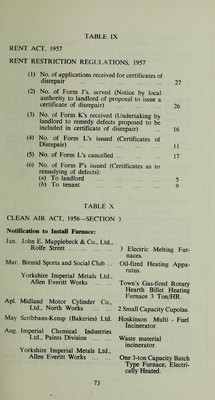 TABLE IX
RENT ACT, 1957
RENT RESTRICTION REGULATIONS, 1957
(1) No. of applications received for certificates of
disrepair ... 27
(2) No. of Form J's. served (Notice by local
authority to landlord of proposal to issue a
certificate of disrepair) ... 26
(3) No. of Form K's received (Undertaking by
landlord to remedy defects proposed to be
included in certificate of disrepair) ... 16
(4) No. of Form L's issued (Certificates of
Disrepair) ... 11
(5) No. of Form L's cancelled ... 17
(6) No. of Form P's issued (Certificates as to
remedying of defects):
(a) To landlord ... 5
(b) To tenant ... 9
TABLE X
CLEAN AIR ACT, 1956—SECTION 3
Notification to Install Furnace:
Jan. John E. Mapplebeck & Co., Ltd.,
Rolfe Street ... 3 Electric Melting Fur-
naces.
Mar. Birmid Sports and Social Club ... Oil-fired Heating Appa-
ratus.
Yorkshire Imperial Metals Ltd.,
Allen Everitt Works ... Town's Gas-fired Rotary
Hearth Billet Heating
Furnace 3 Ton/HR.
Apl. Midland Motor Cylinder Co.,
Ltd., North Works ... 2 Small Capacity Cupolas.
May Scribbans-Kemp (Bakeries) Ltd. Hoskinson Multi - Fuel
Incinerator.
Aug. Imperial Chemical Industries
Ltd., Paints Division ... Waste material
incinerator.
Yorkshire Imperial Metals Ltd.,
Allen Everitt Works ... One 3-ton Capacity Batch
Type Furnace, Electri-
cally Heated.
73